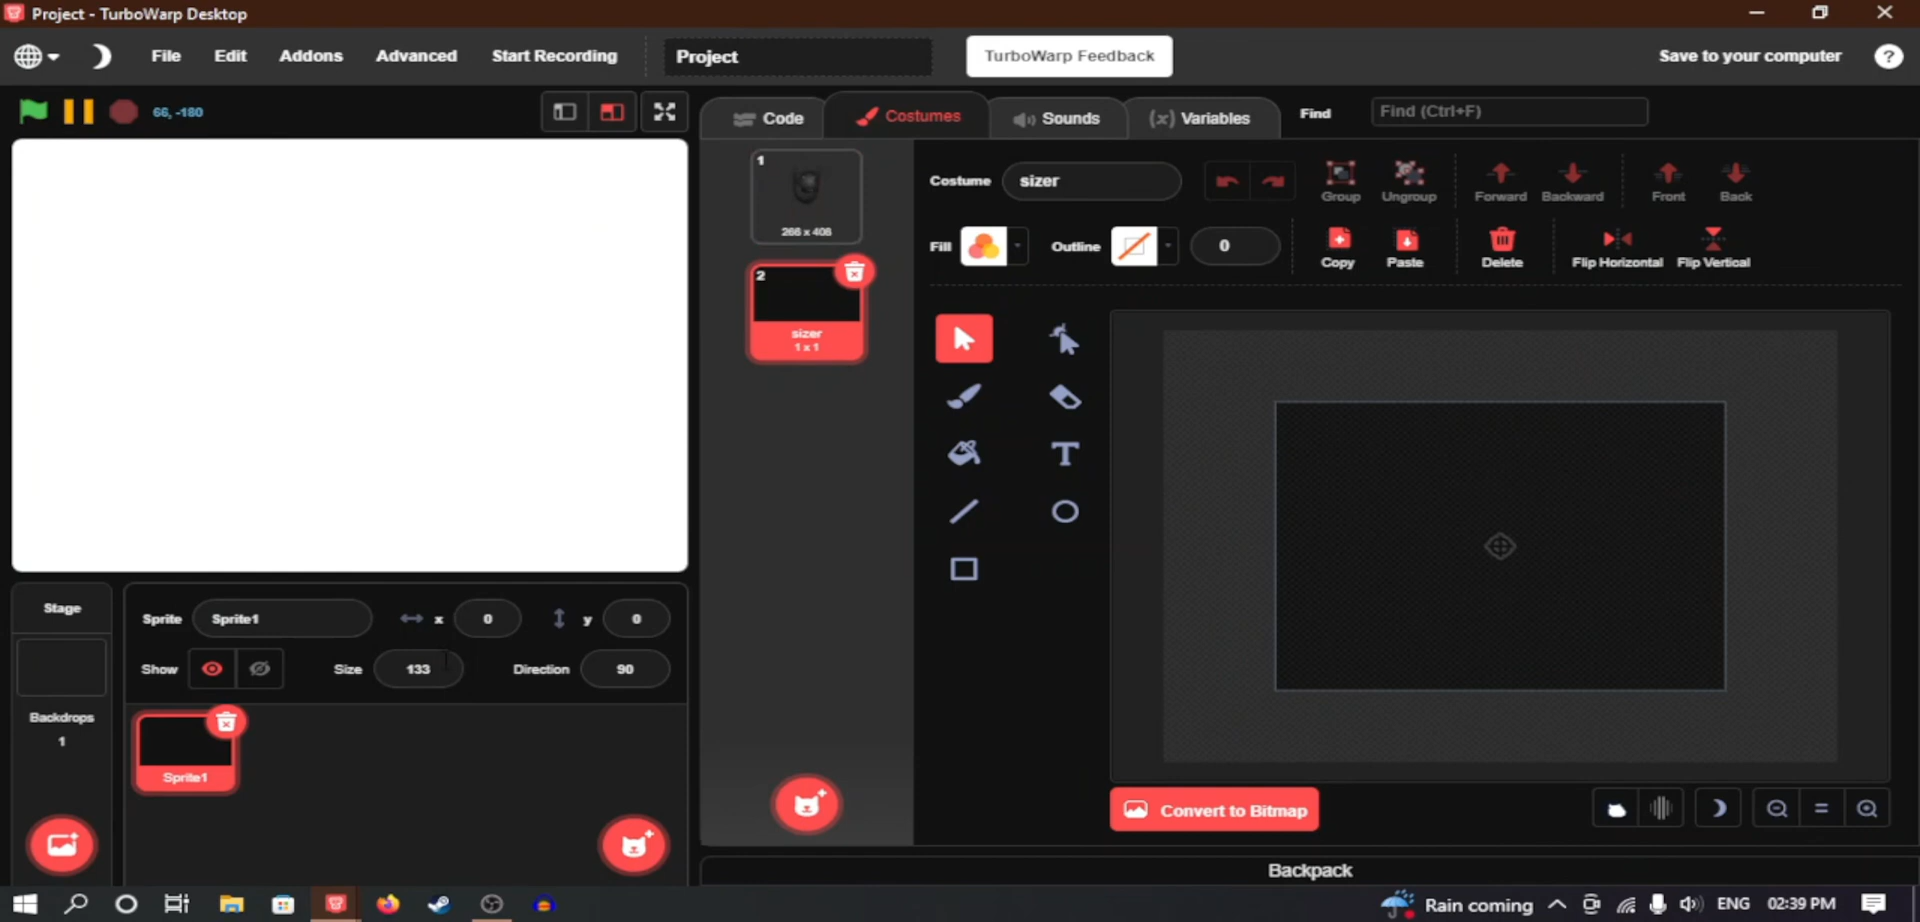 Project - TurboWarp Desktop
File Edit Addons Advanced Start Recording Project TurboWarp Feedback Save to your computer ?
66, -180
Code Costumes Sounds (x) Variables Find Find (Ctrl+F)
1
266 x 408
2
sizer
1 x 1
Costume sizer Group Ungroup Forward Backward Front Back
Fill Outline 0 Copy Paste Delete Flip Horizontal Flip Vertical
T
Stage
Backdrops
1
Sprite Sprite1 x 0 y 0
Show Size 133 Direction 90
Sprite1
Convert to Bitmap
=
Backpack
Rain coming ENG 02:39 PM